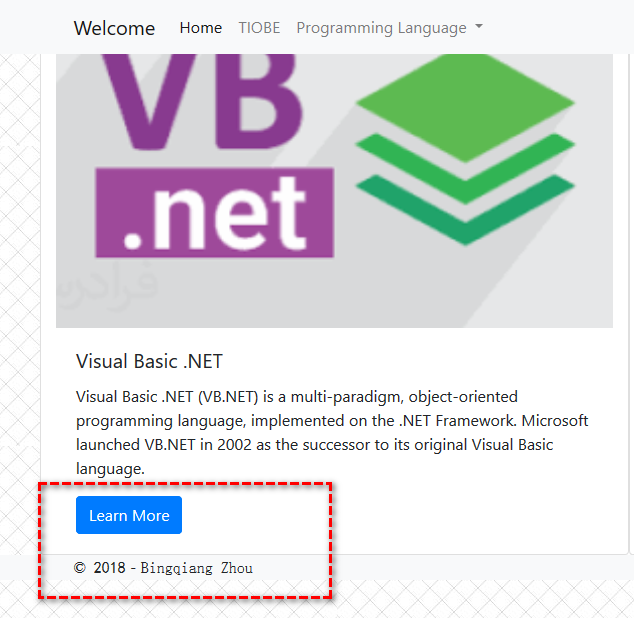 Welcome Home TIOBE Programming Language
VB
.net
فرادرس
Visual Basic .NET
Visual Basic .NET (VB.NET) is a multi-paradigm, object-oriented
programming language, implemented on the .NET Framework. Microsoft
launched VB.NET in 2002 as the successor to its original Visual Basic
language.
Learn More
© 2018 - Bingqiang Zhou